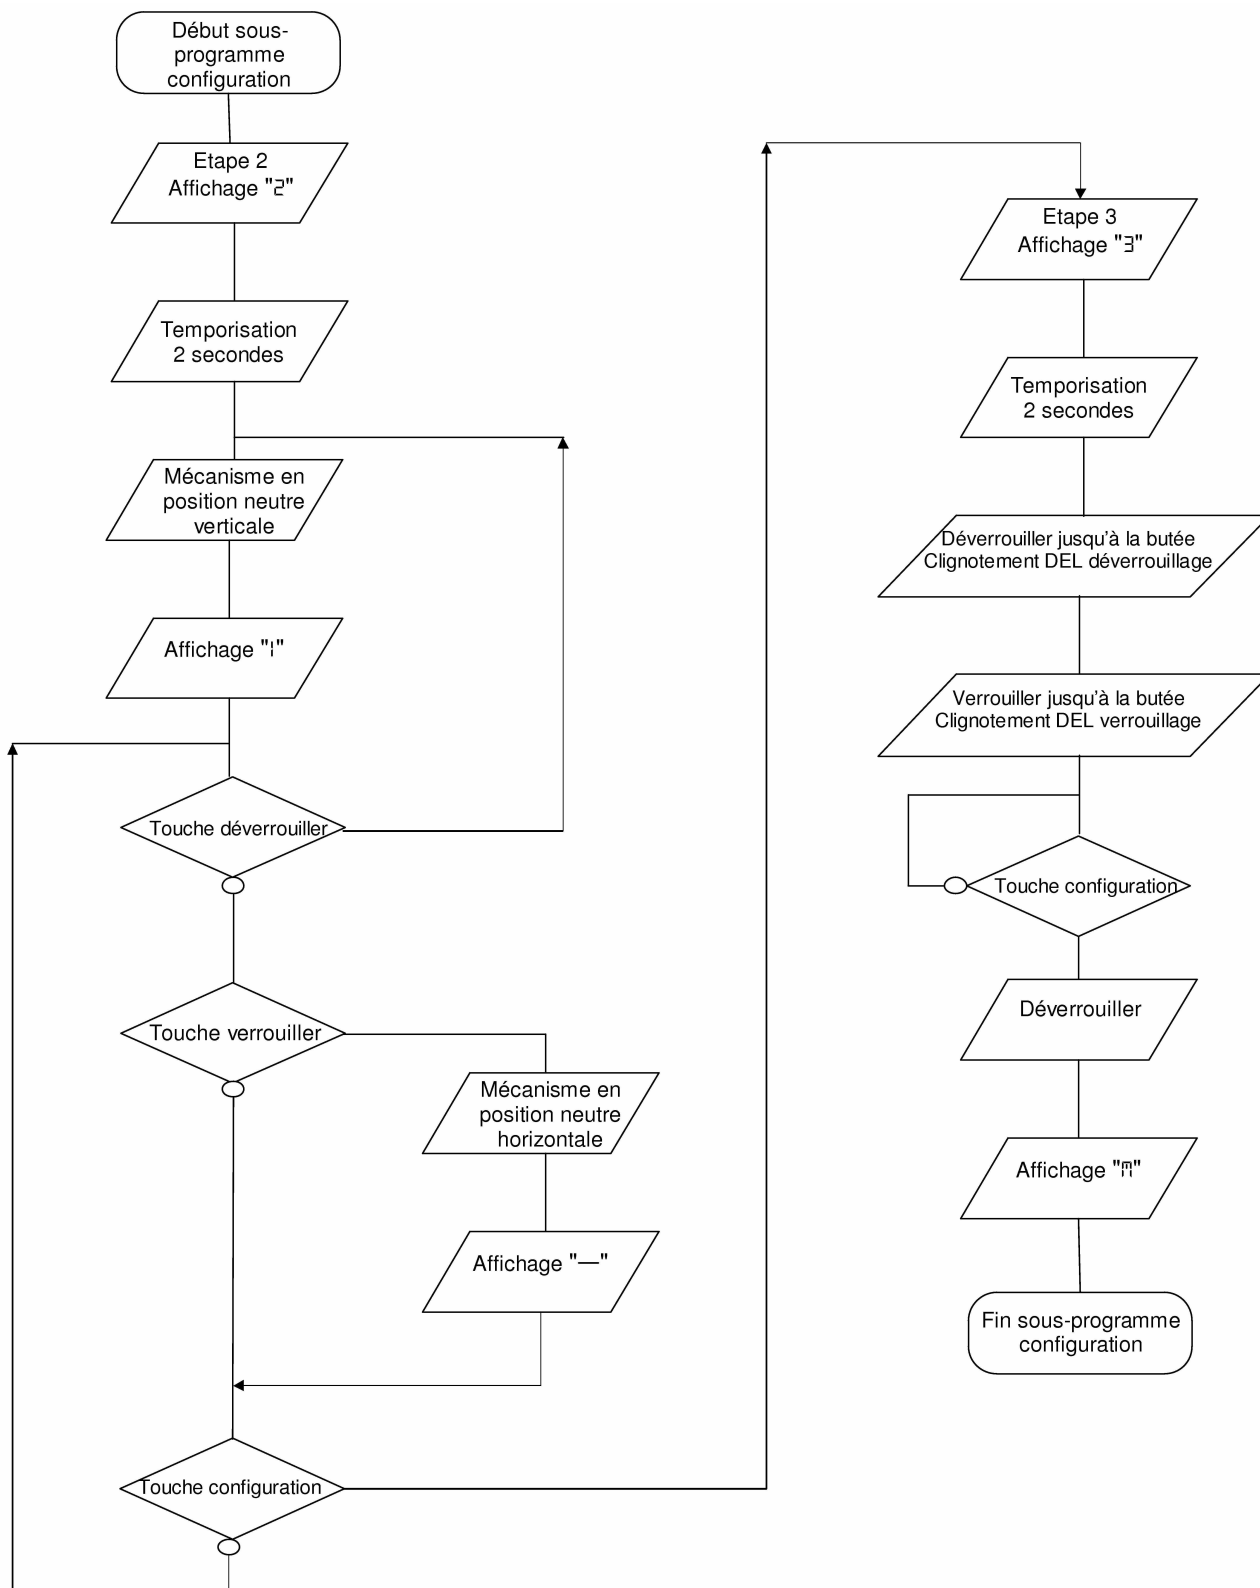 Début sous-
programme
configuration
Etape 2
Affichage "2"
Temporisation
2 secondes
Mécanisme en
position neutre
verticale
Affichage "I"
Touche déverrouiller
Touche verrouiller
Mécanisme en
position neutre
horizontale
Affichage "—"
Touche configuration
Etape 3
Affichage "3"
Temporisation
2 secondes
Déverrouiller jusqu'à la butée
Clignotement DEL déverrouillage
Verrouiller jusqu'à la butée
Clignotement DEL verrouillage
Touche configuration
Déverrouiller
Affichage "m"
Fin sous-programme
configuration